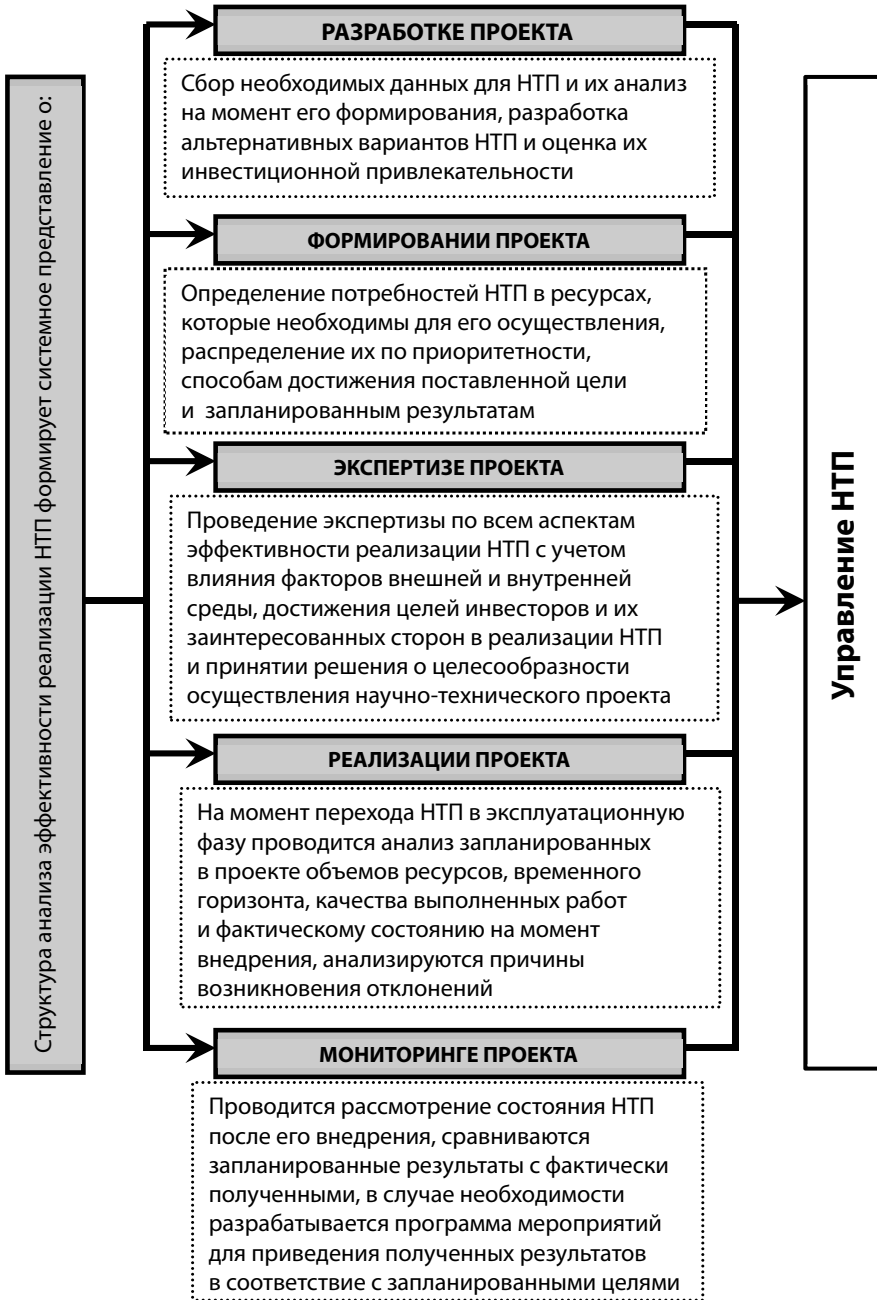 Структура анализа эффективности реализации НТП формирует системное представление о:
РАЗРАБОТКЕ ПРОЕКТА
Сбор необходимых данных для НТП и их анализ
на момент его формирования, разработка
альтернативных вариантов НТП и оценка их
инвестиционной привлекательности
ФОРМИРОВАНИИ ПРОЕКТА
Определение потребностей НТП в ресурсах,
которые необходимы для его осуществления,
распределение их по приоритетности,
способам достижения поставленной цели
и запланированным результатам
ЭКСПЕРТИЗЕ ПРОЕКТА
Проведение экспертизы по всем аспектам
эффективности реализации НТП с учетом
влияния факторов внешней и внутренней
среды, достижения целей инвесторов и их
заинтересованных сторон в реализации НТП
и принятии решения о целесообразности
осуществления научно-технического проекта
РЕАЛИЗАЦИИ ПРОЕКТА
На момент перехода НТП в эксплуатационную
фазу проводится анализ запланированных
в проекте объемов ресурсов, временного
горизонта, качества выполненных работ
и фактическому состоянию на момент
внедрения, анализируются причины
возникновения отклонений
МОНИТОРИНГЕ ПРОЕКТА
Проводится рассмотрение состояния НТП
после его внедрения, сравниваются
запланированные результаты с фактически
полученными, в случае необходимости
разрабатывается программа мероприятий
для приведения полученных результатов
в соответствие с запланированными целями
Управление НТП